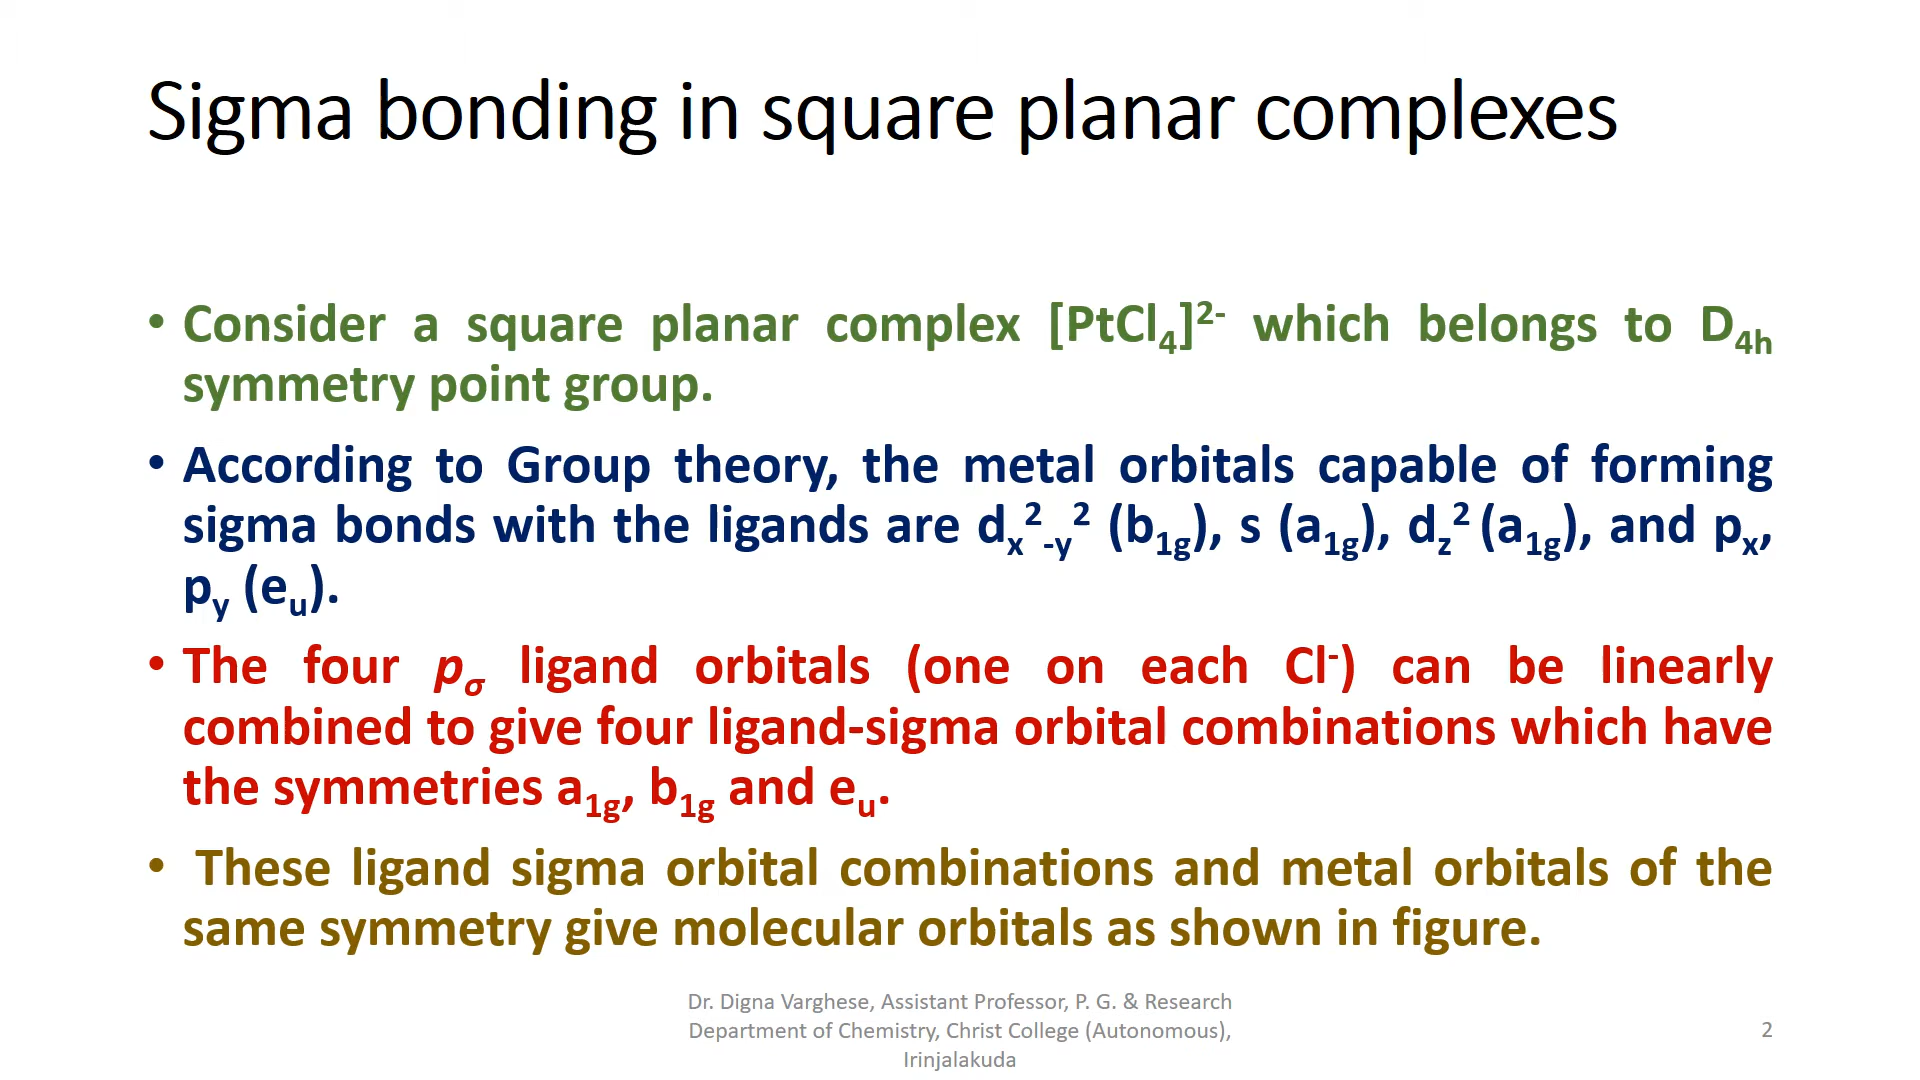 Sigma bonding in square planar complexes
• Consider a square planar complex [PtCl₄]²⁻ which belongs to D₄ₕ
symmetry point group.
• According to Group theory, the metal orbitals capable of forming
sigma bonds with the ligands are dₓ²₋ᵧ² (b₁g), s (a₁g), d_z² (a₁g), and pₓ,
p_y (eᵤ).
• The four p_σ ligand orbitals (one on each Cl⁻) can be linearly
combined to give four ligand-sigma orbital combinations which have
the symmetries a₁g, b₁g and eᵤ.
• These ligand sigma orbital combinations and metal orbitals of the
same symmetry give molecular orbitals as shown in figure.
Dr. Digna Varghese, Assistant Professor, P. G. & Research
Department of Chemistry, Christ College (Autonomous),
Irinjalakuda
2